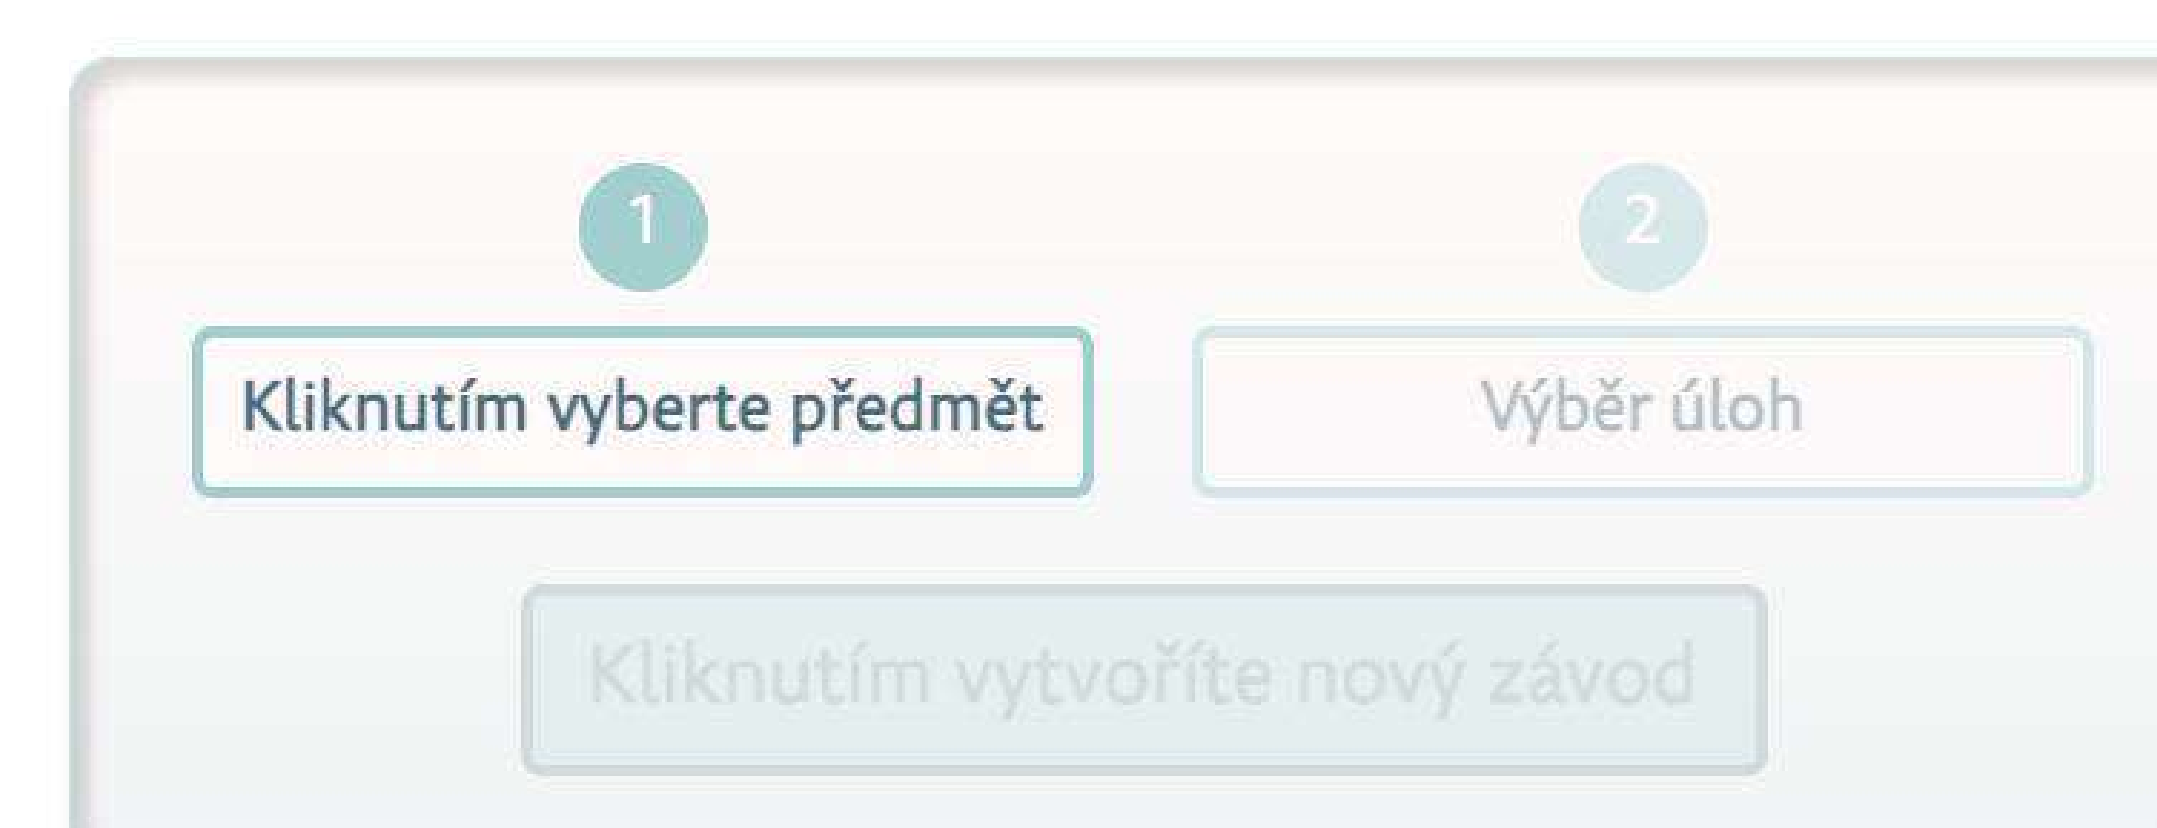 1
2
Kliknutím vyberte předmět
Výběr úloh
Kliknutím vytvoříte nový závod